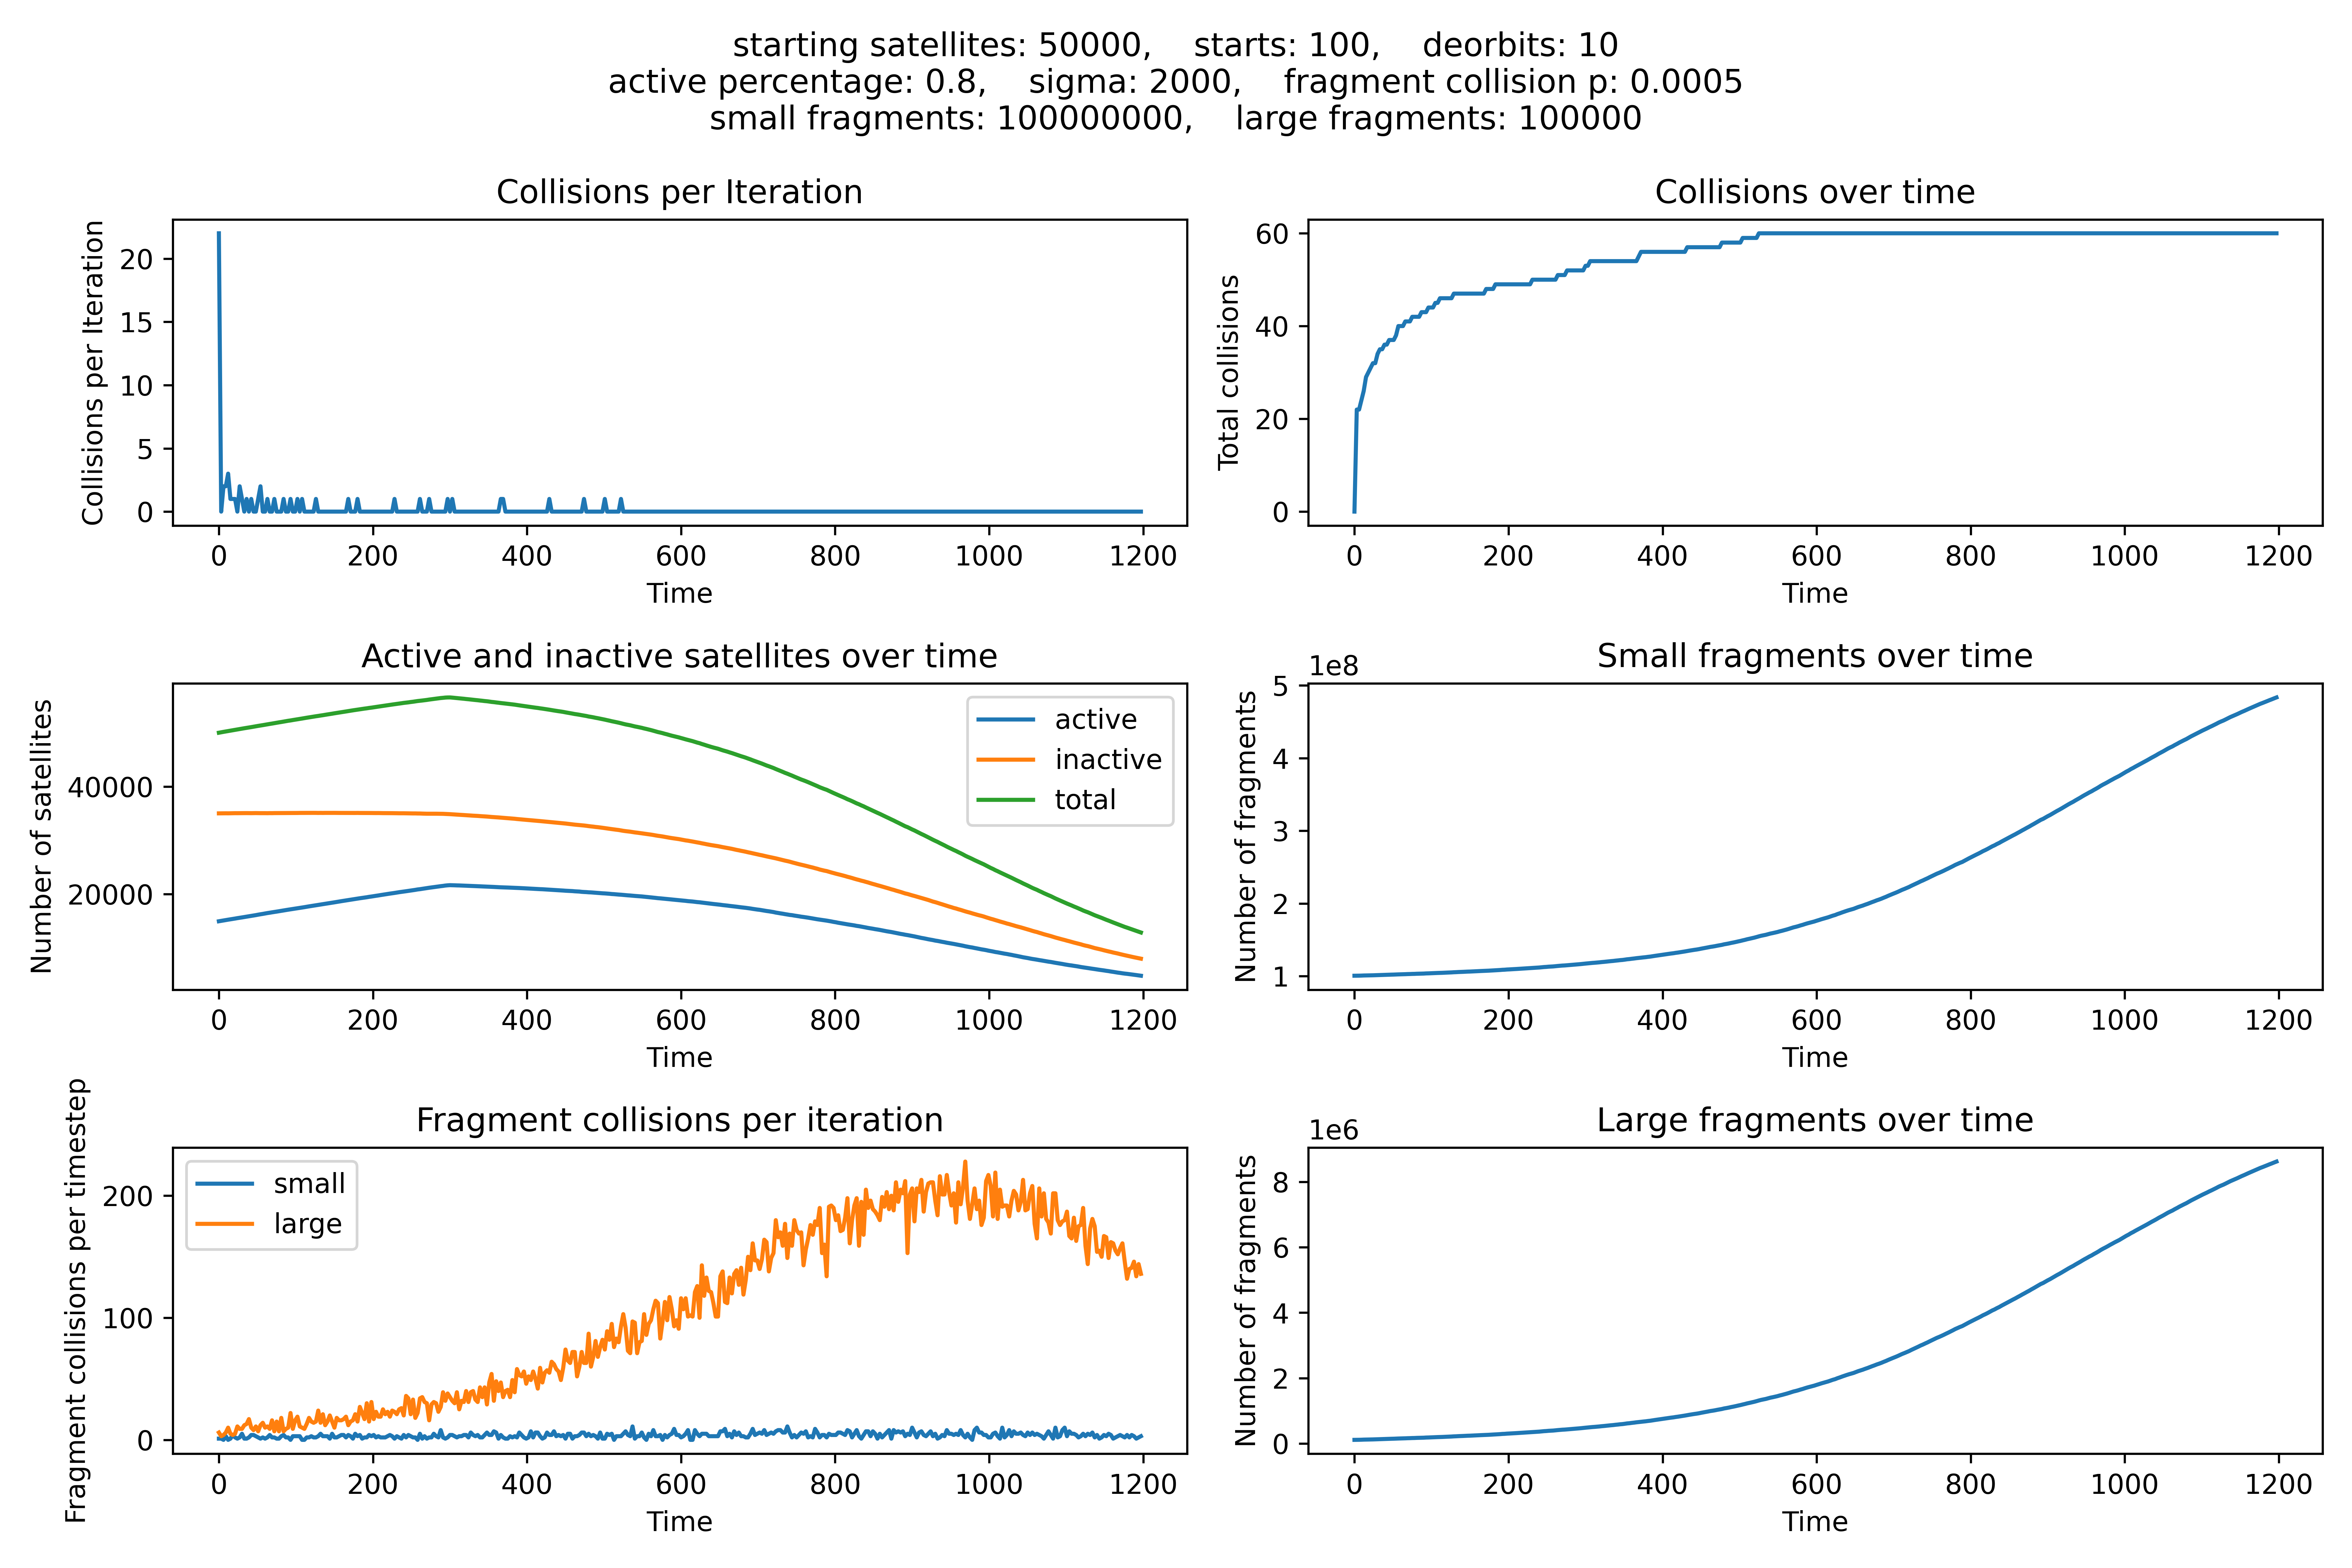 starting satellites: 50000,    starts: 100,    deorbits: 10
active percentage: 0.8,    sigma: 2000,    fragment collision p: 0.0005
small fragments: 100000000,    large fragments: 100000
Collisions per Iteration
Collisions per Iteration
20
15
10
5
0
0 200 400 600 800 1000 1200
Time
Collisions over time
Total collisions
60
40
20
0
0 200 400 600 800 1000 1200
Time
Active and inactive satellites over time
Number of satellites
40000
20000
active
inactive
total
0 200 400 600 800 1000 1200
Time
Small fragments over time
1e8
Number of fragments
5
4
3
2
1
0 200 400 600 800 1000 1200
Time
Fragment collisions per iteration
Fragment collisions per timestep
200
100
0
small
large
0 200 400 600 800 1000 1200
Time
Large fragments over time
1e6
Number of fragments
8
6
4
2
0
0 200 400 600 800 1000 1200
Time